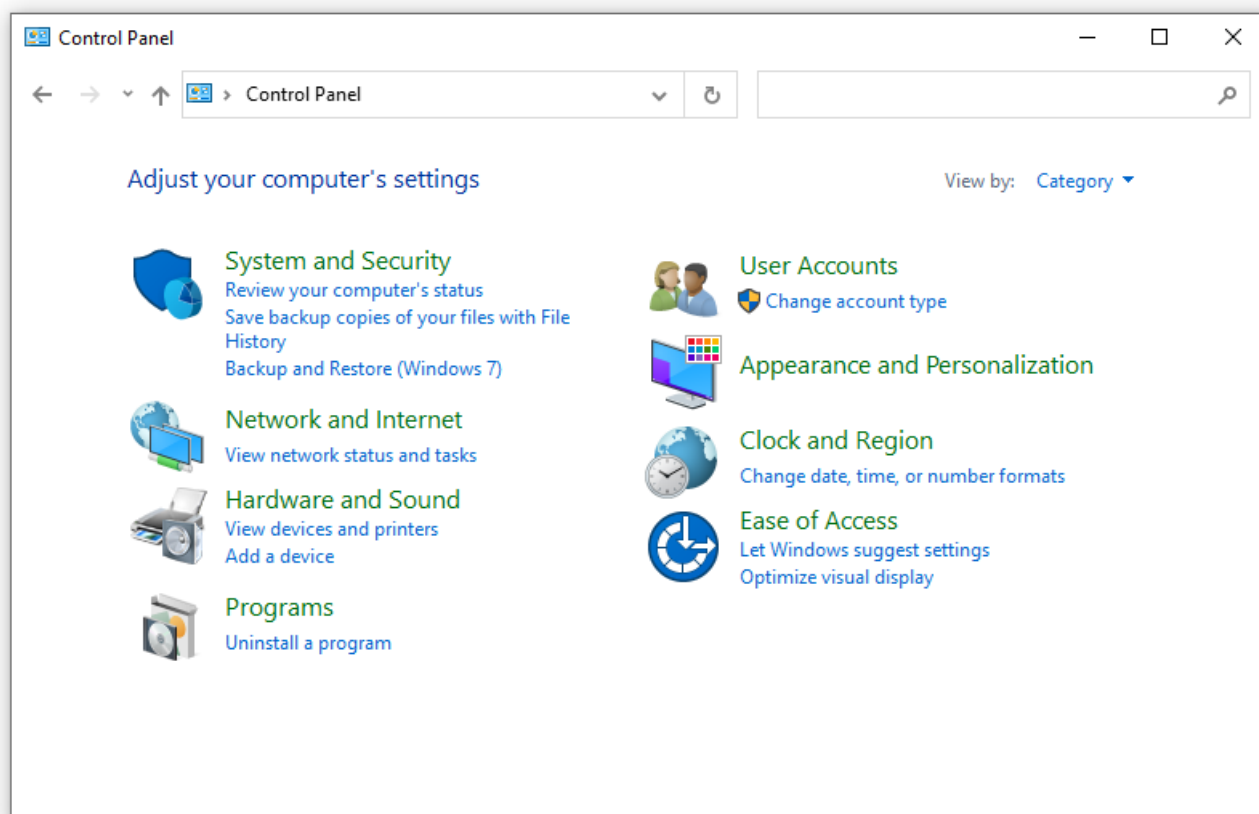 Control Panel
Control Panel
Adjust your computer's settings
View by: Category
System and Security
Review your computer's status
Save backup copies of your files with File
History
Backup and Restore (Windows 7)
Network and Internet
View network status and tasks
Hardware and Sound
View devices and printers
Add a device
Programs
Uninstall a program
User Accounts
Change account type
Appearance and Personalization
Clock and Region
Change date, time, or number formats
Ease of Access
Let Windows suggest settings
Optimize visual display